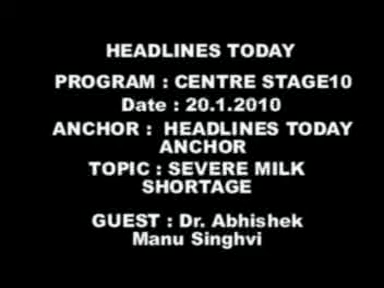 HEADLINES TODAY
PROGRAM : CENTRE STAGE10
Date : 20.1.2010
ANCHOR :  HEADLINES TODAY
ANCHOR
TOPIC : SEVERE MILK
SHORTAGE
GUEST : Dr. Abhishek
Manu Singhvi